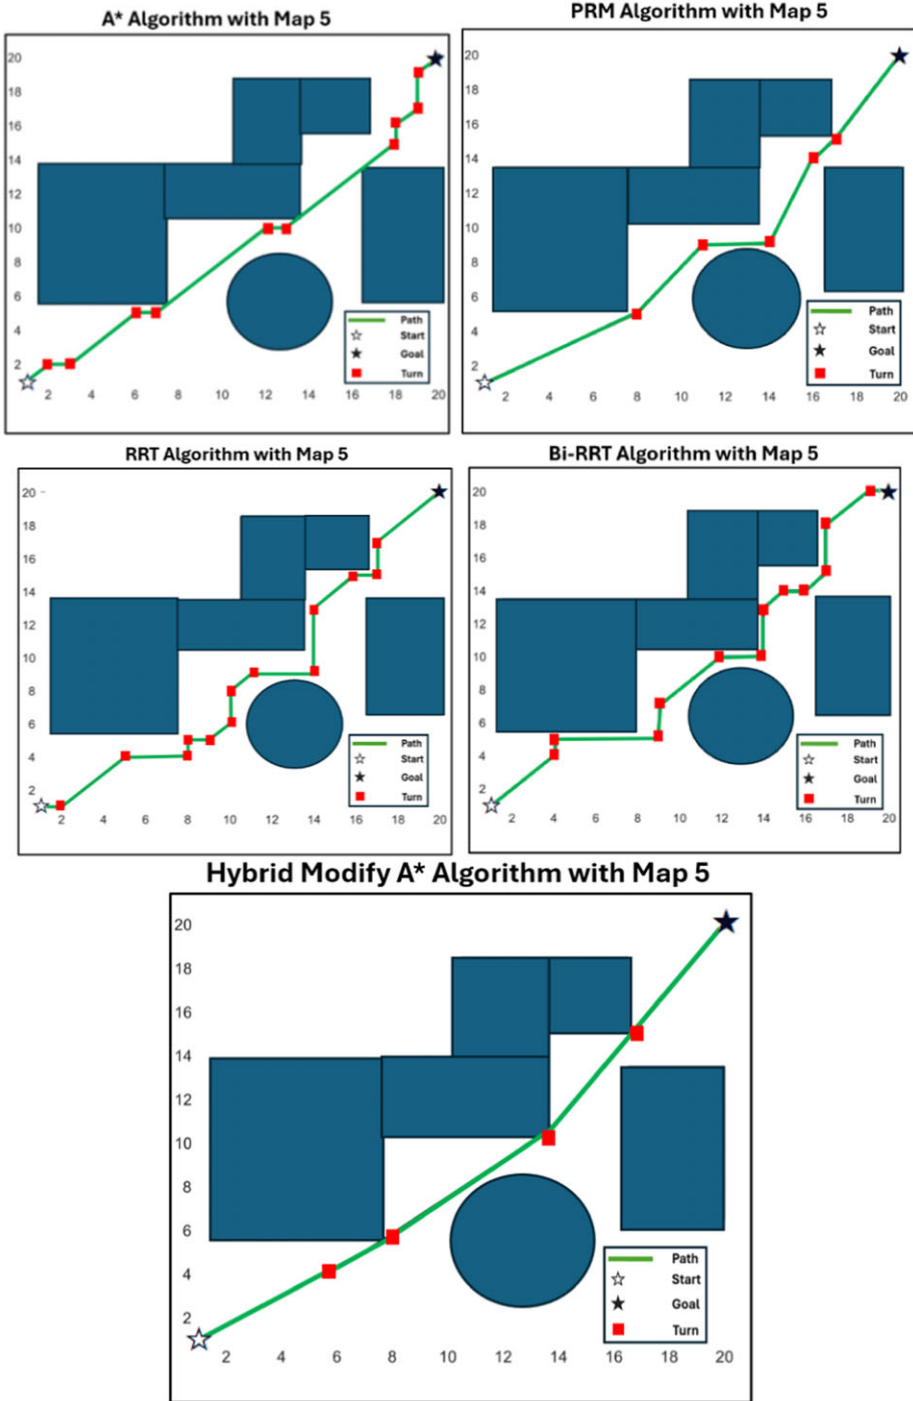 A* Algorithm with Map 5
20
18
16
14
12
10
8
6
4
2
2 4 6 8 10 12 14 16 18 20
Path
Start
Goal
Turn
PRM Algorithm with Map 5
20
18
16
14
12
10
8
6
4
2
2 4 6 8 10 12 14 16 18 20
Path
Start
Goal
Turn
RRT Algorithm with Map 5
20
18
16
14
12
10
8
6
4
2
2 4 6 8 10 12 14 16 18 20
Path
Start
Goal
Turn
Bi-RRT Algorithm with Map 5
20
18
16
14
12
10
8
6
4
2
2 4 6 8 10 12 14 16 18 20
Path
Start
Goal
Turn
Hybrid Modify A* Algorithm with Map 5
20
18
16
14
12
10
8
6
4
2
2 4 6 8 10 12 14 16 18 20
Path
Start
Goal
Turn